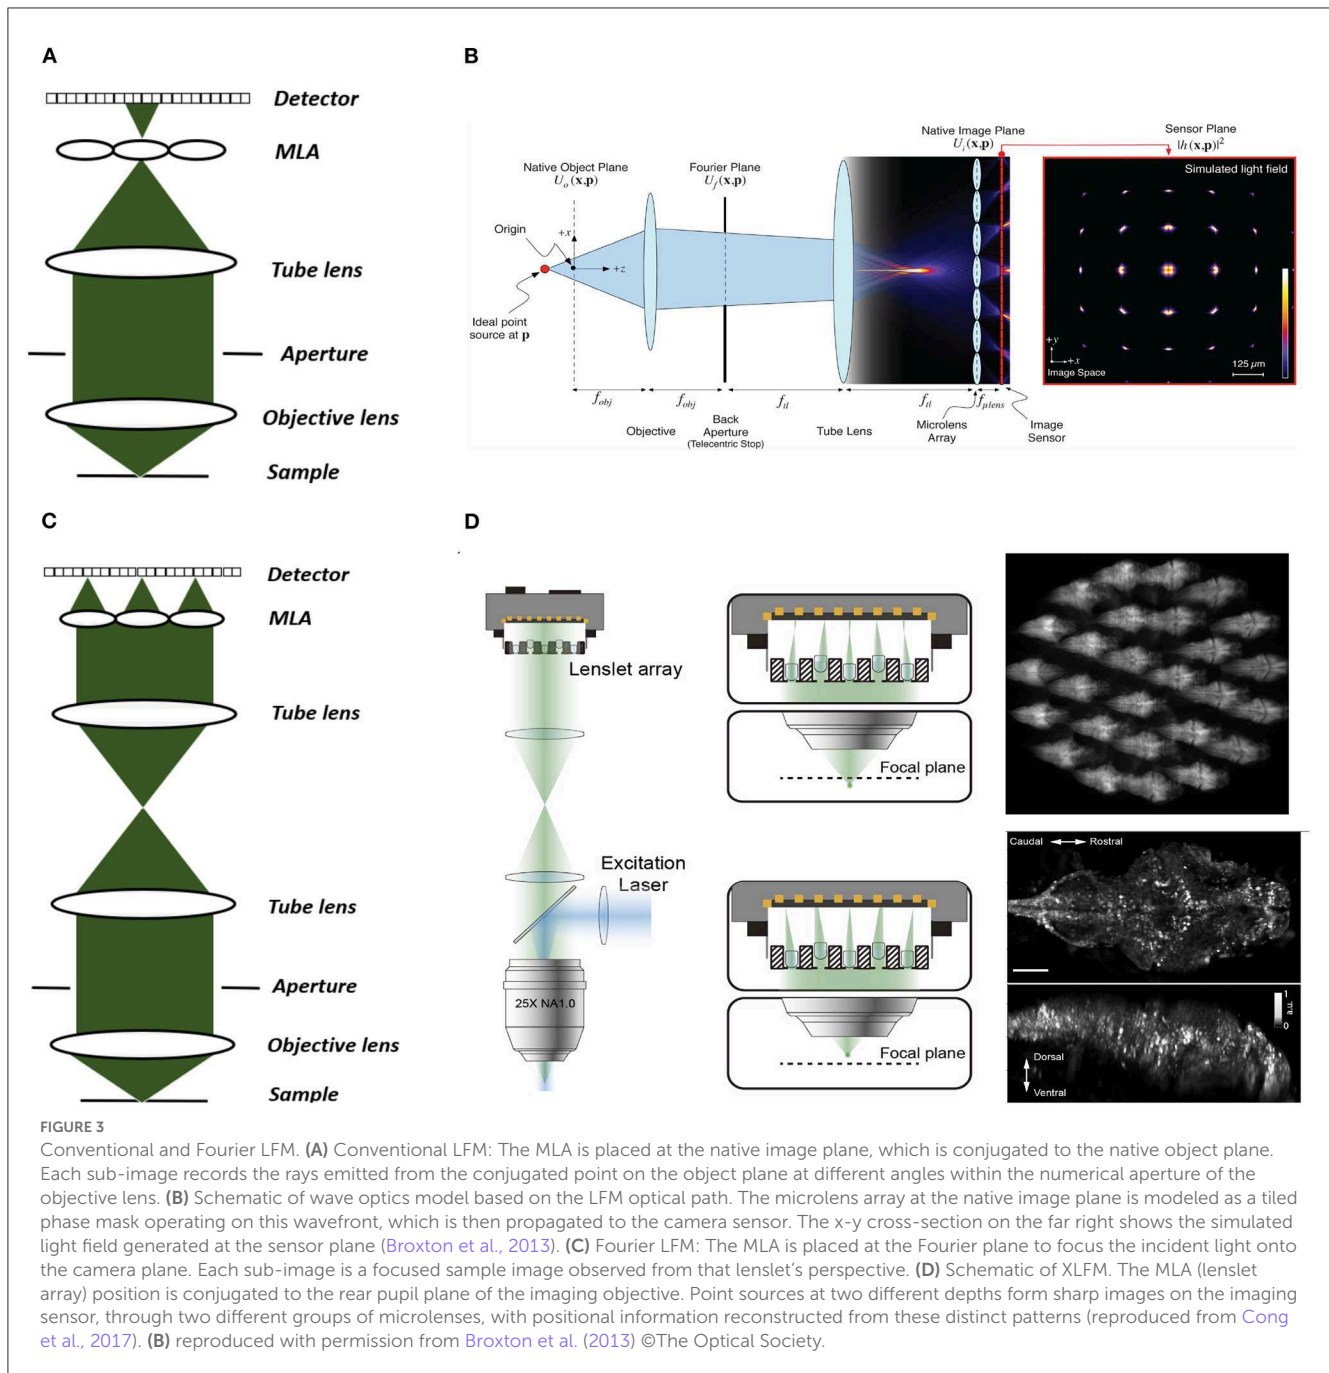 A
Detector
MLA
Tube lens
Aperture
Objective lens
Sample
B
Native Object Plane
U_o(x,p)
Fourier Plane
U_f(x,p)
Native Image Plane
U_i(x,p)
Sensor Plane
|h(x,p)|²
Simulated light field
Origin
+x
+z
Ideal point
source at p
+y
+x
Image Space
125 μm
f_obj
f_obj
f_tl
f_tl
f_μlens
Objective
Back
Aperture
(Telecentric Stop)
Tube Lens
Microlens
Array
Image
Sensor
C
Detector
MLA
Tube lens
Tube lens
Aperture
Objective lens
Sample
D
Lenslet array
Excitation
Laser
25X NA1.0
Focal plane
Focal plane
Caudal
Rostral
1
a.u.
0
Dorsal
Ventral
FIGURE 3
Conventional and Fourier LFM. (A) Conventional LFM: The MLA is placed at the native image plane, which is conjugated to the native object plane.
Each sub-image records the rays emitted from the conjugated point on the object plane at different angles within the numerical aperture of the
objective lens. (B) Schematic of wave optics model based on the LFM optical path. The microlens array at the native image plane is modeled as a tiled
phase mask operating on this wavefront, which is then propagated to the camera sensor. The x-y cross-section on the far right shows the simulated
light field generated at the sensor plane (Broxton et al., 2013). (C) Fourier LFM: The MLA is placed at the Fourier plane to focus the incident light onto
the camera plane. Each sub-image is a focused sample image observed from that lenslet's perspective. (D) Schematic of XLFM. The MLA (lenslet
array) position is conjugated to the rear pupil plane of the imaging objective. Point sources at two different depths form sharp images on the imaging
sensor, through two different groups of microlenses, with positional information reconstructed from these distinct patterns (reproduced from Cong
et al., 2017). (B) reproduced with permission from Broxton et al. (2013) ©The Optical Society.